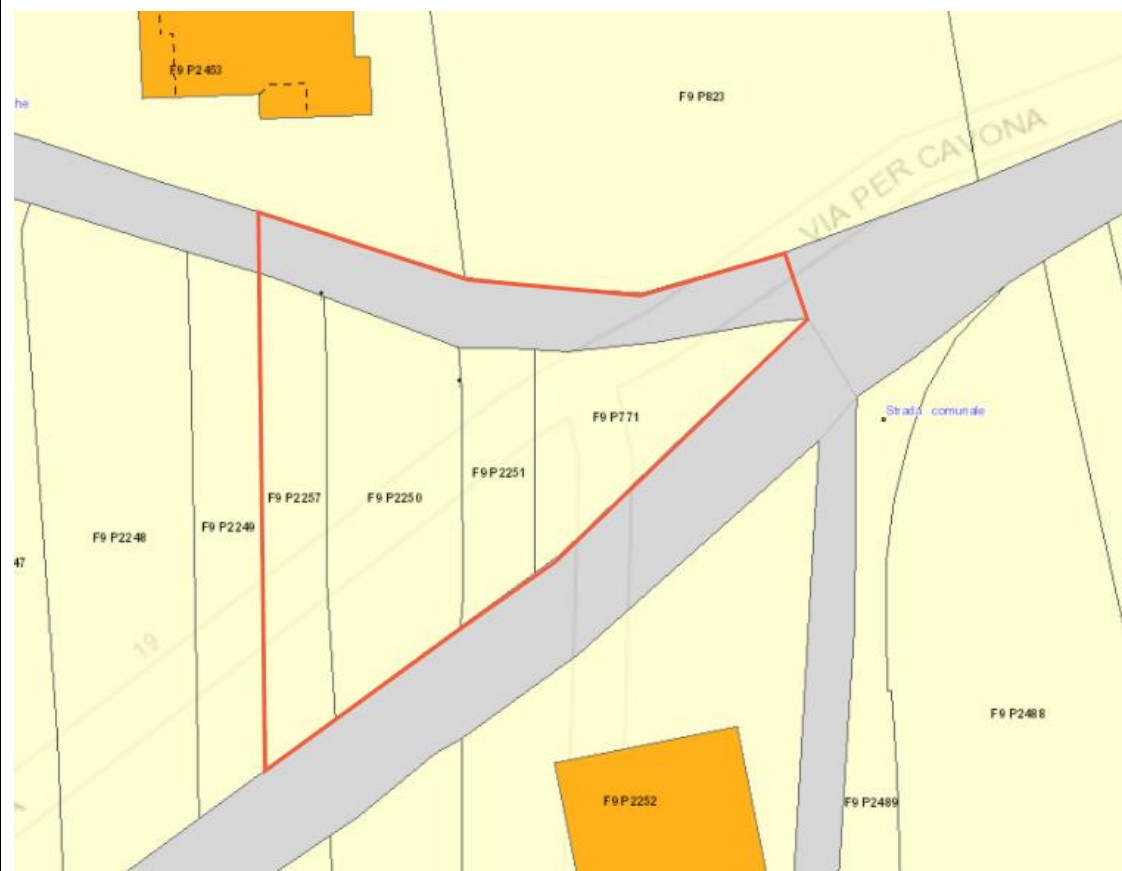 F9 P2453
F9 P823
he
VIA PER CAVONA
Strada comunale
F9 P771
F9 P2251
F9 P2257
F9 P2250
F9 P2249
F9 P2248
47
19
F9 P2488
F9 P2252
F9 P2489